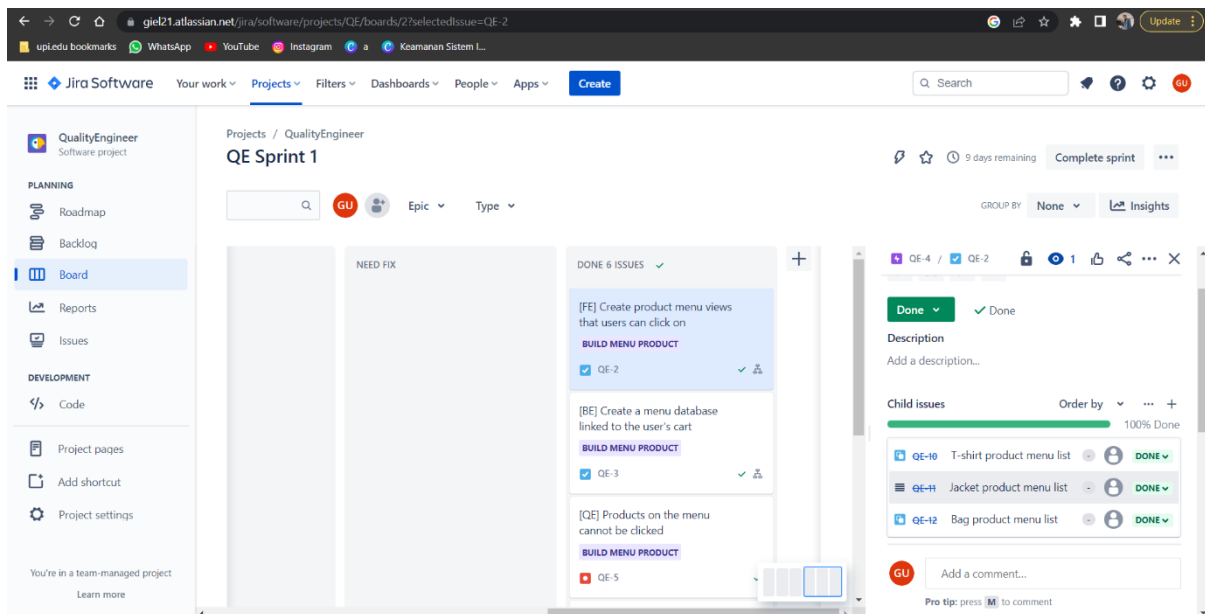 giel21.atlassian.net/jira/software/projects/QE/boards/2?selectedIssue=QE-2
Update
upi.edu bookmarks WhatsApp YouTube Instagram a Keamanan Sistem I...
Jira Software Your work Projects Filters Dashboards People Apps Create Search GU
QualityEngineer
Software project
PLANNING
Roadmap
Backlog
Board
Reports
Issues
DEVELOPMENT
Code
Project pages
Add shortcut
Project settings
You're in a team-managed project
Learn more
Projects / QualityEngineer
QE Sprint 1
9 days remaining Complete sprint
GU Epic Type
GROUP BY None Insights
NEED FIX
DONE 6 ISSUES
[FE] Create product menu views
that users can click on
BUILD MENU PRODUCT
QE-2
[BE] Create a menu database
linked to the user's cart
BUILD MENU PRODUCT
QE-3
[QE] Products on the menu
cannot be clicked
BUILD MENU PRODUCT
QE-5
QE-4 / QE-2 1
Done Done
Description
Add a description...
Child issues Order by
100% Done
QE-10 T-shirt product menu list - DONE
QE-11 Jacket product menu list - DONE
QE-12 Bag product menu list - DONE
GU Add a comment...
Pro tip: press M to comment